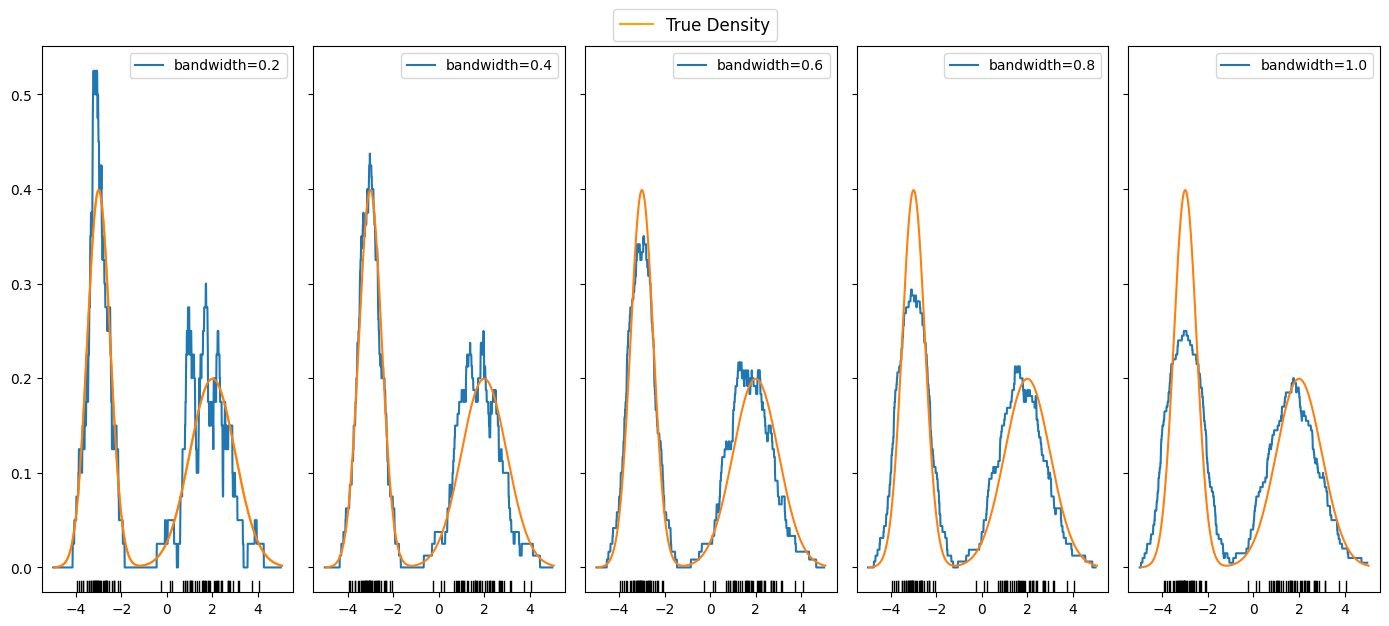 True Density
bandwidth=0.2
bandwidth=0.4
bandwidth=0.6
bandwidth=0.8
bandwidth=1.0
0.5
0.4
0.3
0.2
0.1
0.0
−4 −2 0 2 4
−4 −2 0 2 4
−4 −2 0 2 4
−4 −2 0 2 4
−4 −2 0 2 4